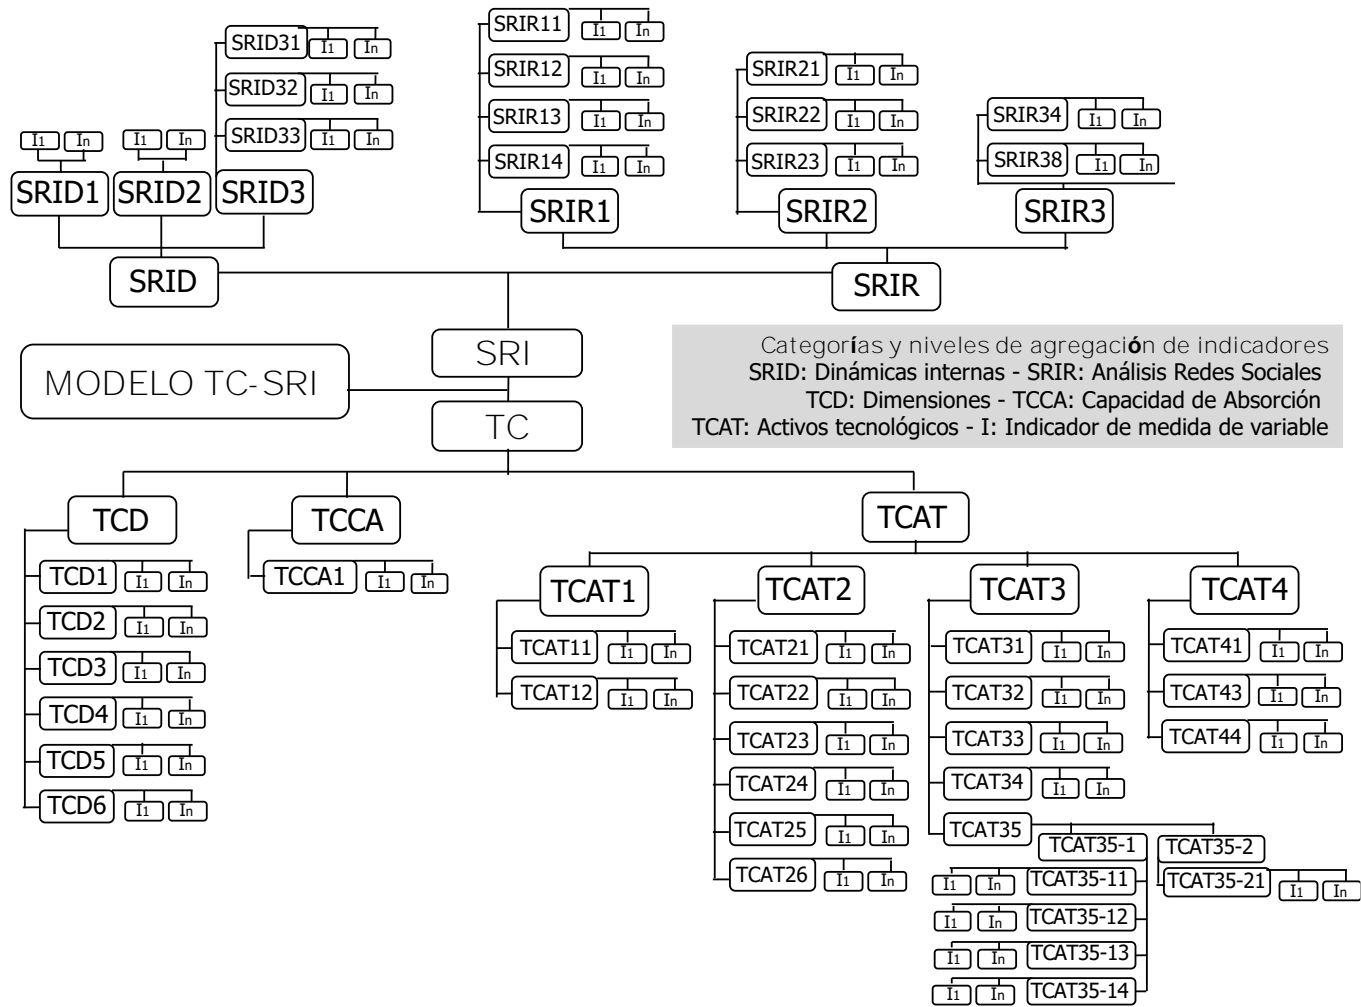 SRID31 I1 In
SRID32 I1 In
SRID33 I1 In
I1 In
I1 In
SRID1
SRID2
SRID3
SRIR11 I1 In
SRIR12 I1 In
SRIR13 I1 In
SRIR14 I1 In
SRIR1
SRIR21 I1 In
SRIR22 I1 In
SRIR23 I1 In
SRIR2
SRIR34 I1 In
SRIR38 I1 In
SRIR3
SRID
SRIR
SRI
MODELO TC-SRI
TC
Categorías y niveles de agregación de indicadores
SRID: Dinámicas internas - SRIR: Análisis Redes Sociales
TCD: Dimensiones - TCCA: Capacidad de Absorción
TCAT: Activos tecnológicos - I: Indicador de medida de variable
TCD
TCD1 I1 In
TCD2 I1 In
TCD3 I1 In
TCD4 I1 In
TCD5 I1 In
TCD6 I1 In
TCCA
TCCA1 I1 In
TCAT
TCAT1
TCAT11 I1 In
TCAT12 I1 In
TCAT2
TCAT21 I1 In
TCAT22 I1 In
TCAT23 I1 In
TCAT24 I1 In
TCAT25 I1 In
TCAT26 I1 In
TCAT3
TCAT31 I1 In
TCAT32 I1 In
TCAT33 I1 In
TCAT34 I1 In
TCAT35
TCAT35-1
I1 In TCAT35-11
I1 In TCAT35-12
I1 In TCAT35-13
I1 In TCAT35-14
TCAT35-2
TCAT35-21 I1 In
TCAT4
TCAT41 I1 In
TCAT43 I1 In
TCAT44 I1 In